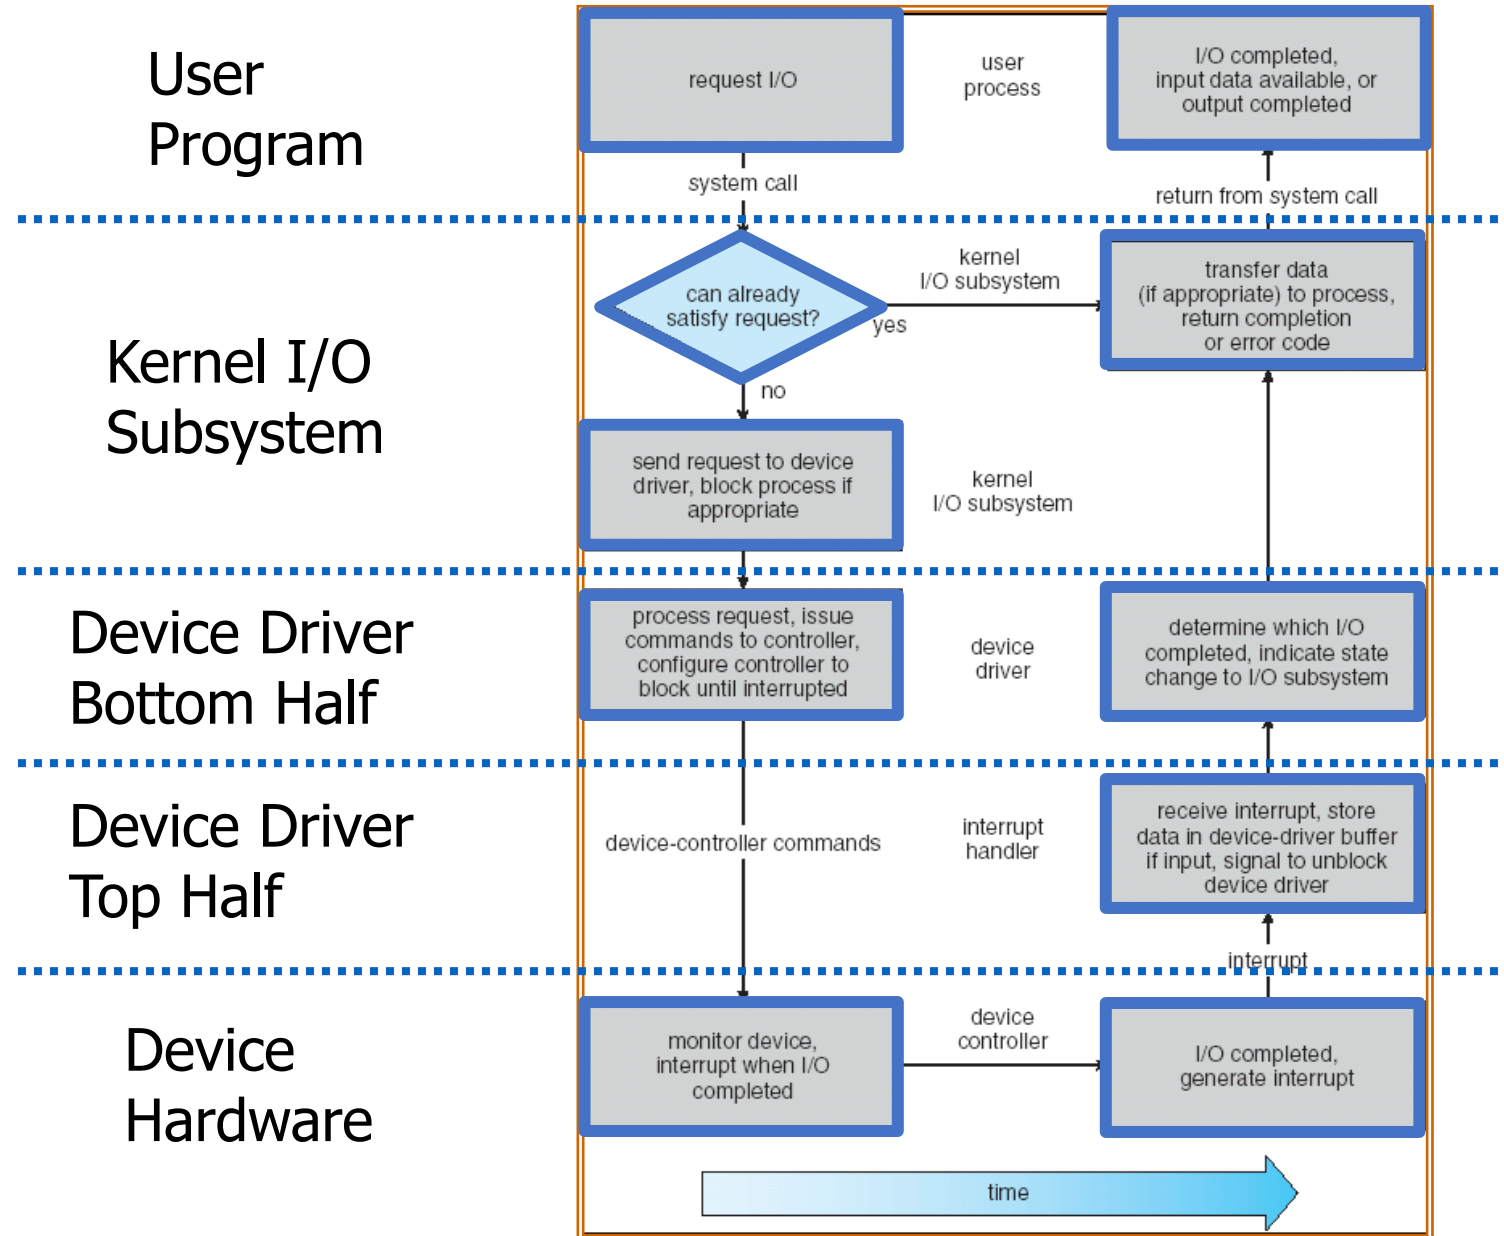 User
Program
request I/O
user
process
I/O completed,
input data available, or
output completed
system call
return from system call
Kernel I/O
Subsystem
can already
satisfy request?
yes
no
kernel
I/O subsystem
transfer data
(if appropriate) to process,
return completion
or error code
send request to device
driver, block process if
appropriate
kernel
I/O subsystem
Device Driver
Bottom Half
process request, issue
commands to controller,
configure controller to
block until interrupted
device
driver
determine which I/O
completed, indicate state
change to I/O subsystem
Device Driver
Top Half
device-controller commands
interrupt
handler
receive interrupt, store
data in device-driver buffer
if input, signal to unblock
device driver
interrupt
Device
Hardware
monitor device,
interrupt when I/O
completed
device
controller
I/O completed,
generate interrupt
time